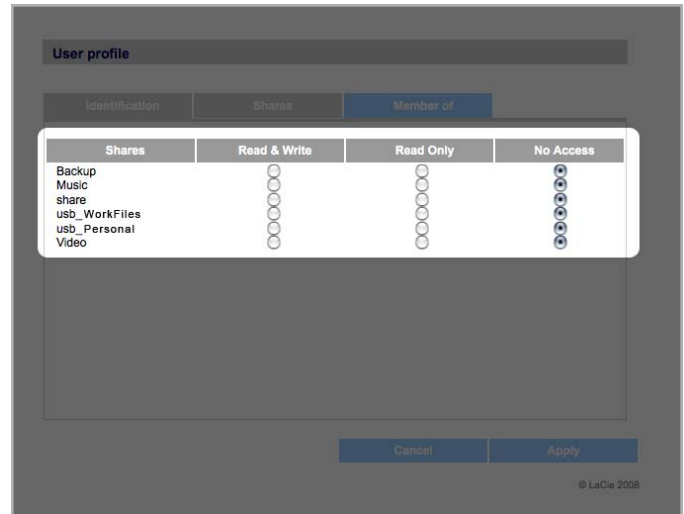 User profile
Identification Shares Member of
Shares Read & Write Read Only No Access
Backup
Music
share
usb_WorkFiles
usb_Personal
Video
Cancel Apply
© LaCie 2008